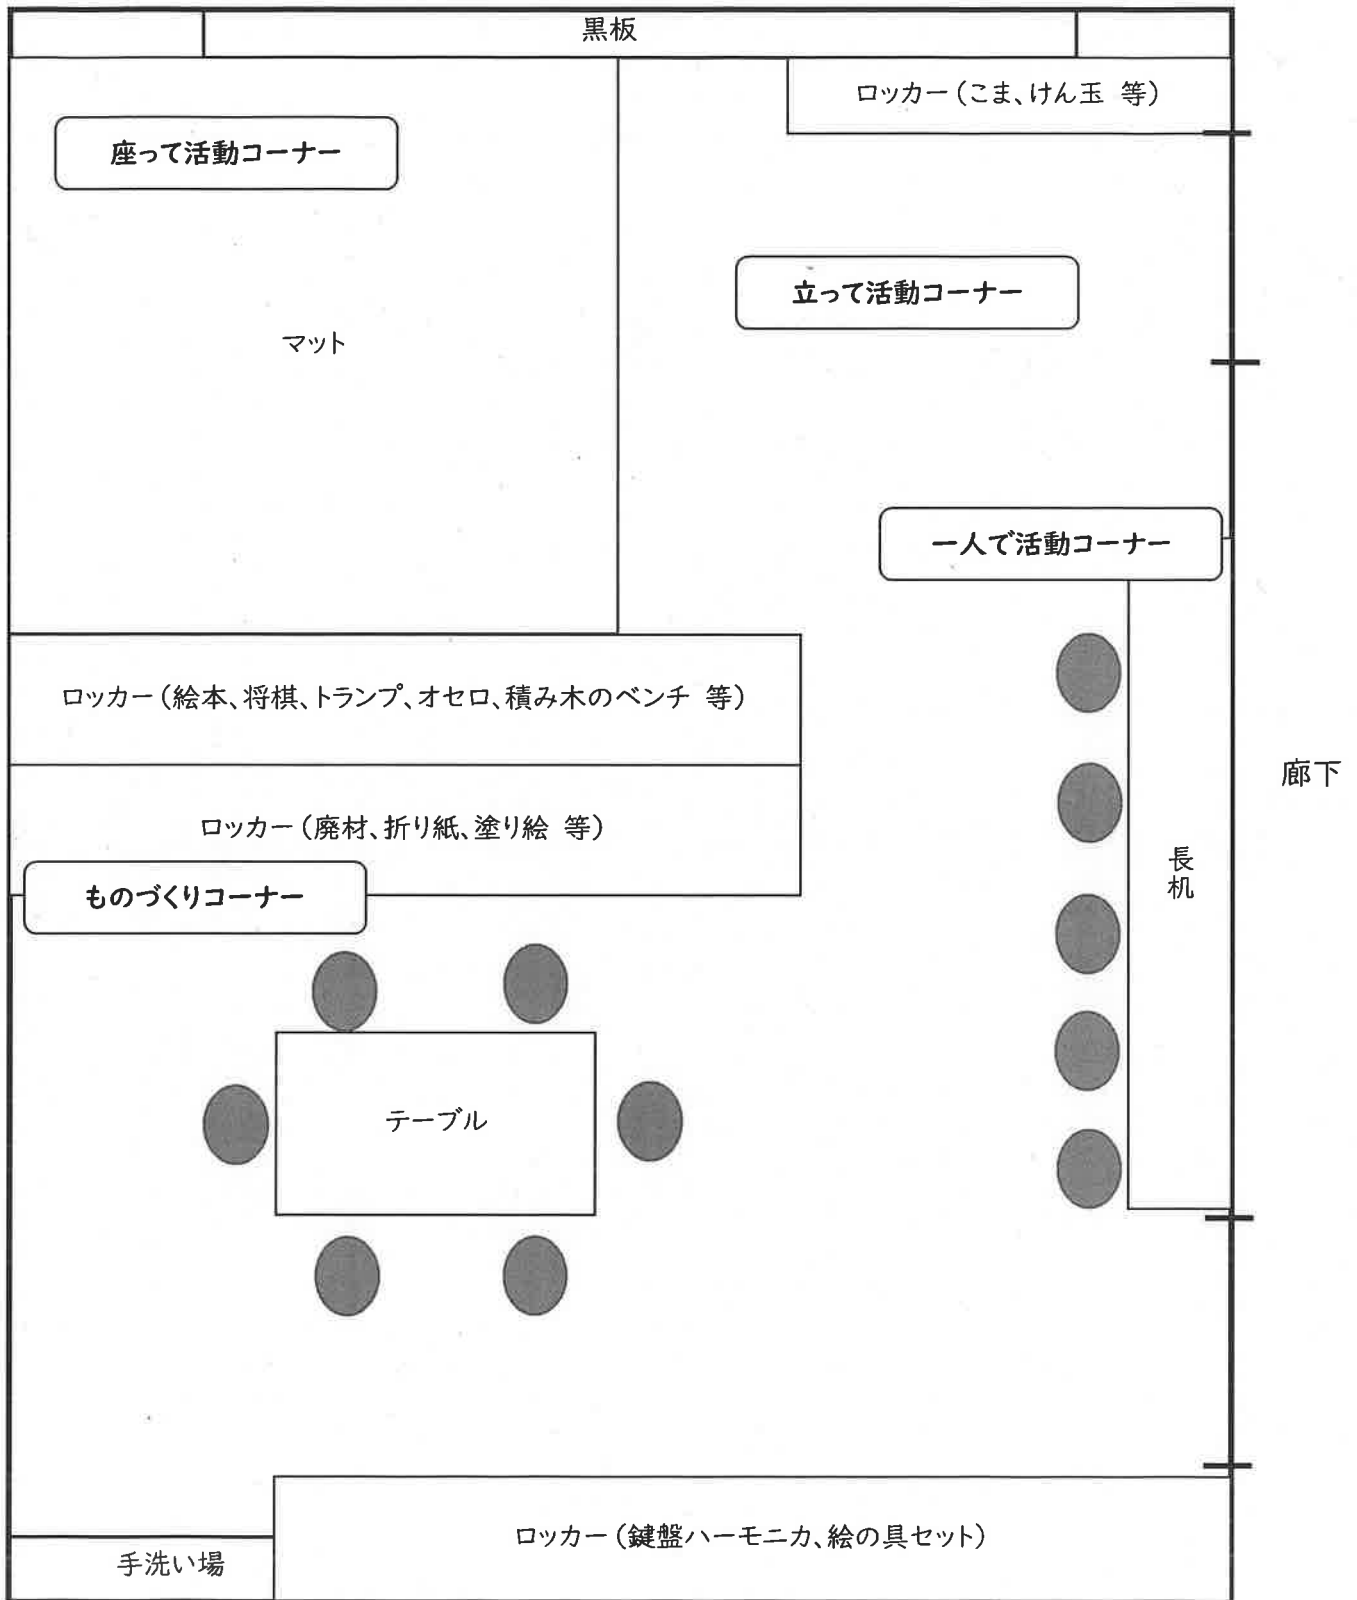 黒板
ロッカー（こま、けん玉 等）
座って活動コーナー
立って活動コーナー
マット
一人で活動コーナー
ロッカー（絵本、将棋、トランプ、オセロ、積み木のベンチ 等）
廊下
ロッカー（廃材、折り紙、塗り絵 等）
長机
ものづくりコーナー
テーブル
ロッカー（鍵盤ハーモニカ、絵の具セット）
手洗い場